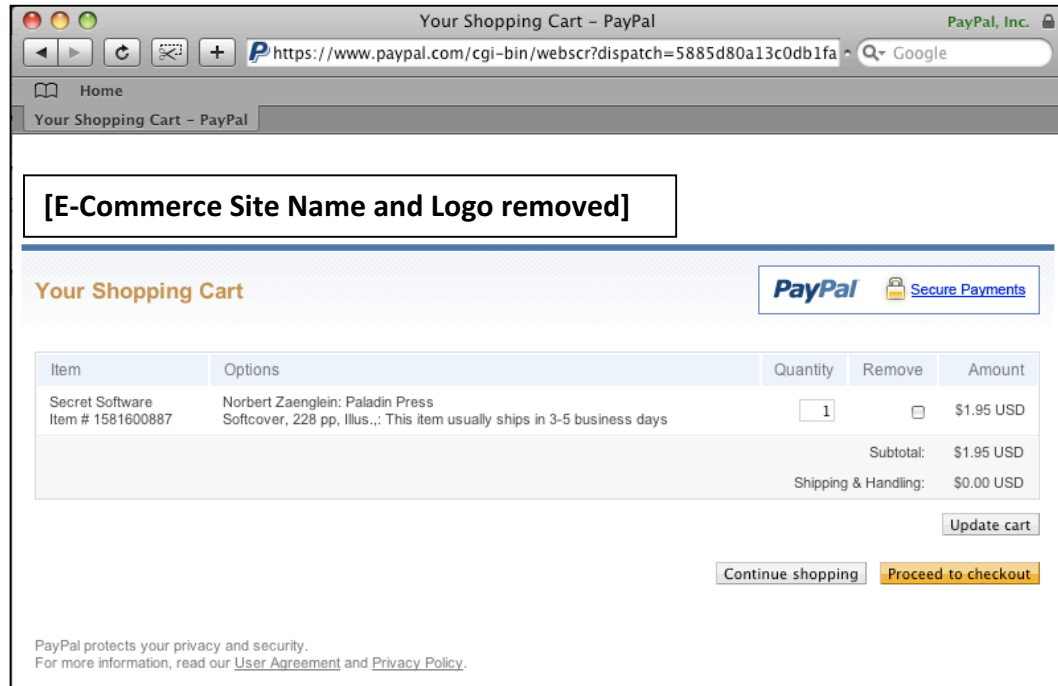 Your Shopping Cart – PayPal
PayPal, Inc.
https://www.paypal.com/cgi-bin/webscr?dispatch=5885d80a13c0db1fa
Google
Home
Your Shopping Cart – PayPal
[E-Commerce Site Name and Logo removed]
Your Shopping Cart
PayPal Secure Payments
Item Options Quantity Remove Amount
Secret Software Norbert Zaenglein: Paladin Press 1 $1.95 USD
Item # 1581600887 Softcover, 228 pp, Illus.,: This item usually ships in 3-5 business days
Subtotal: $1.95 USD
Shipping & Handling: $0.00 USD
Update cart
Continue shopping Proceed to checkout
PayPal protects your privacy and security.
For more information, read our User Agreement and Privacy Policy.